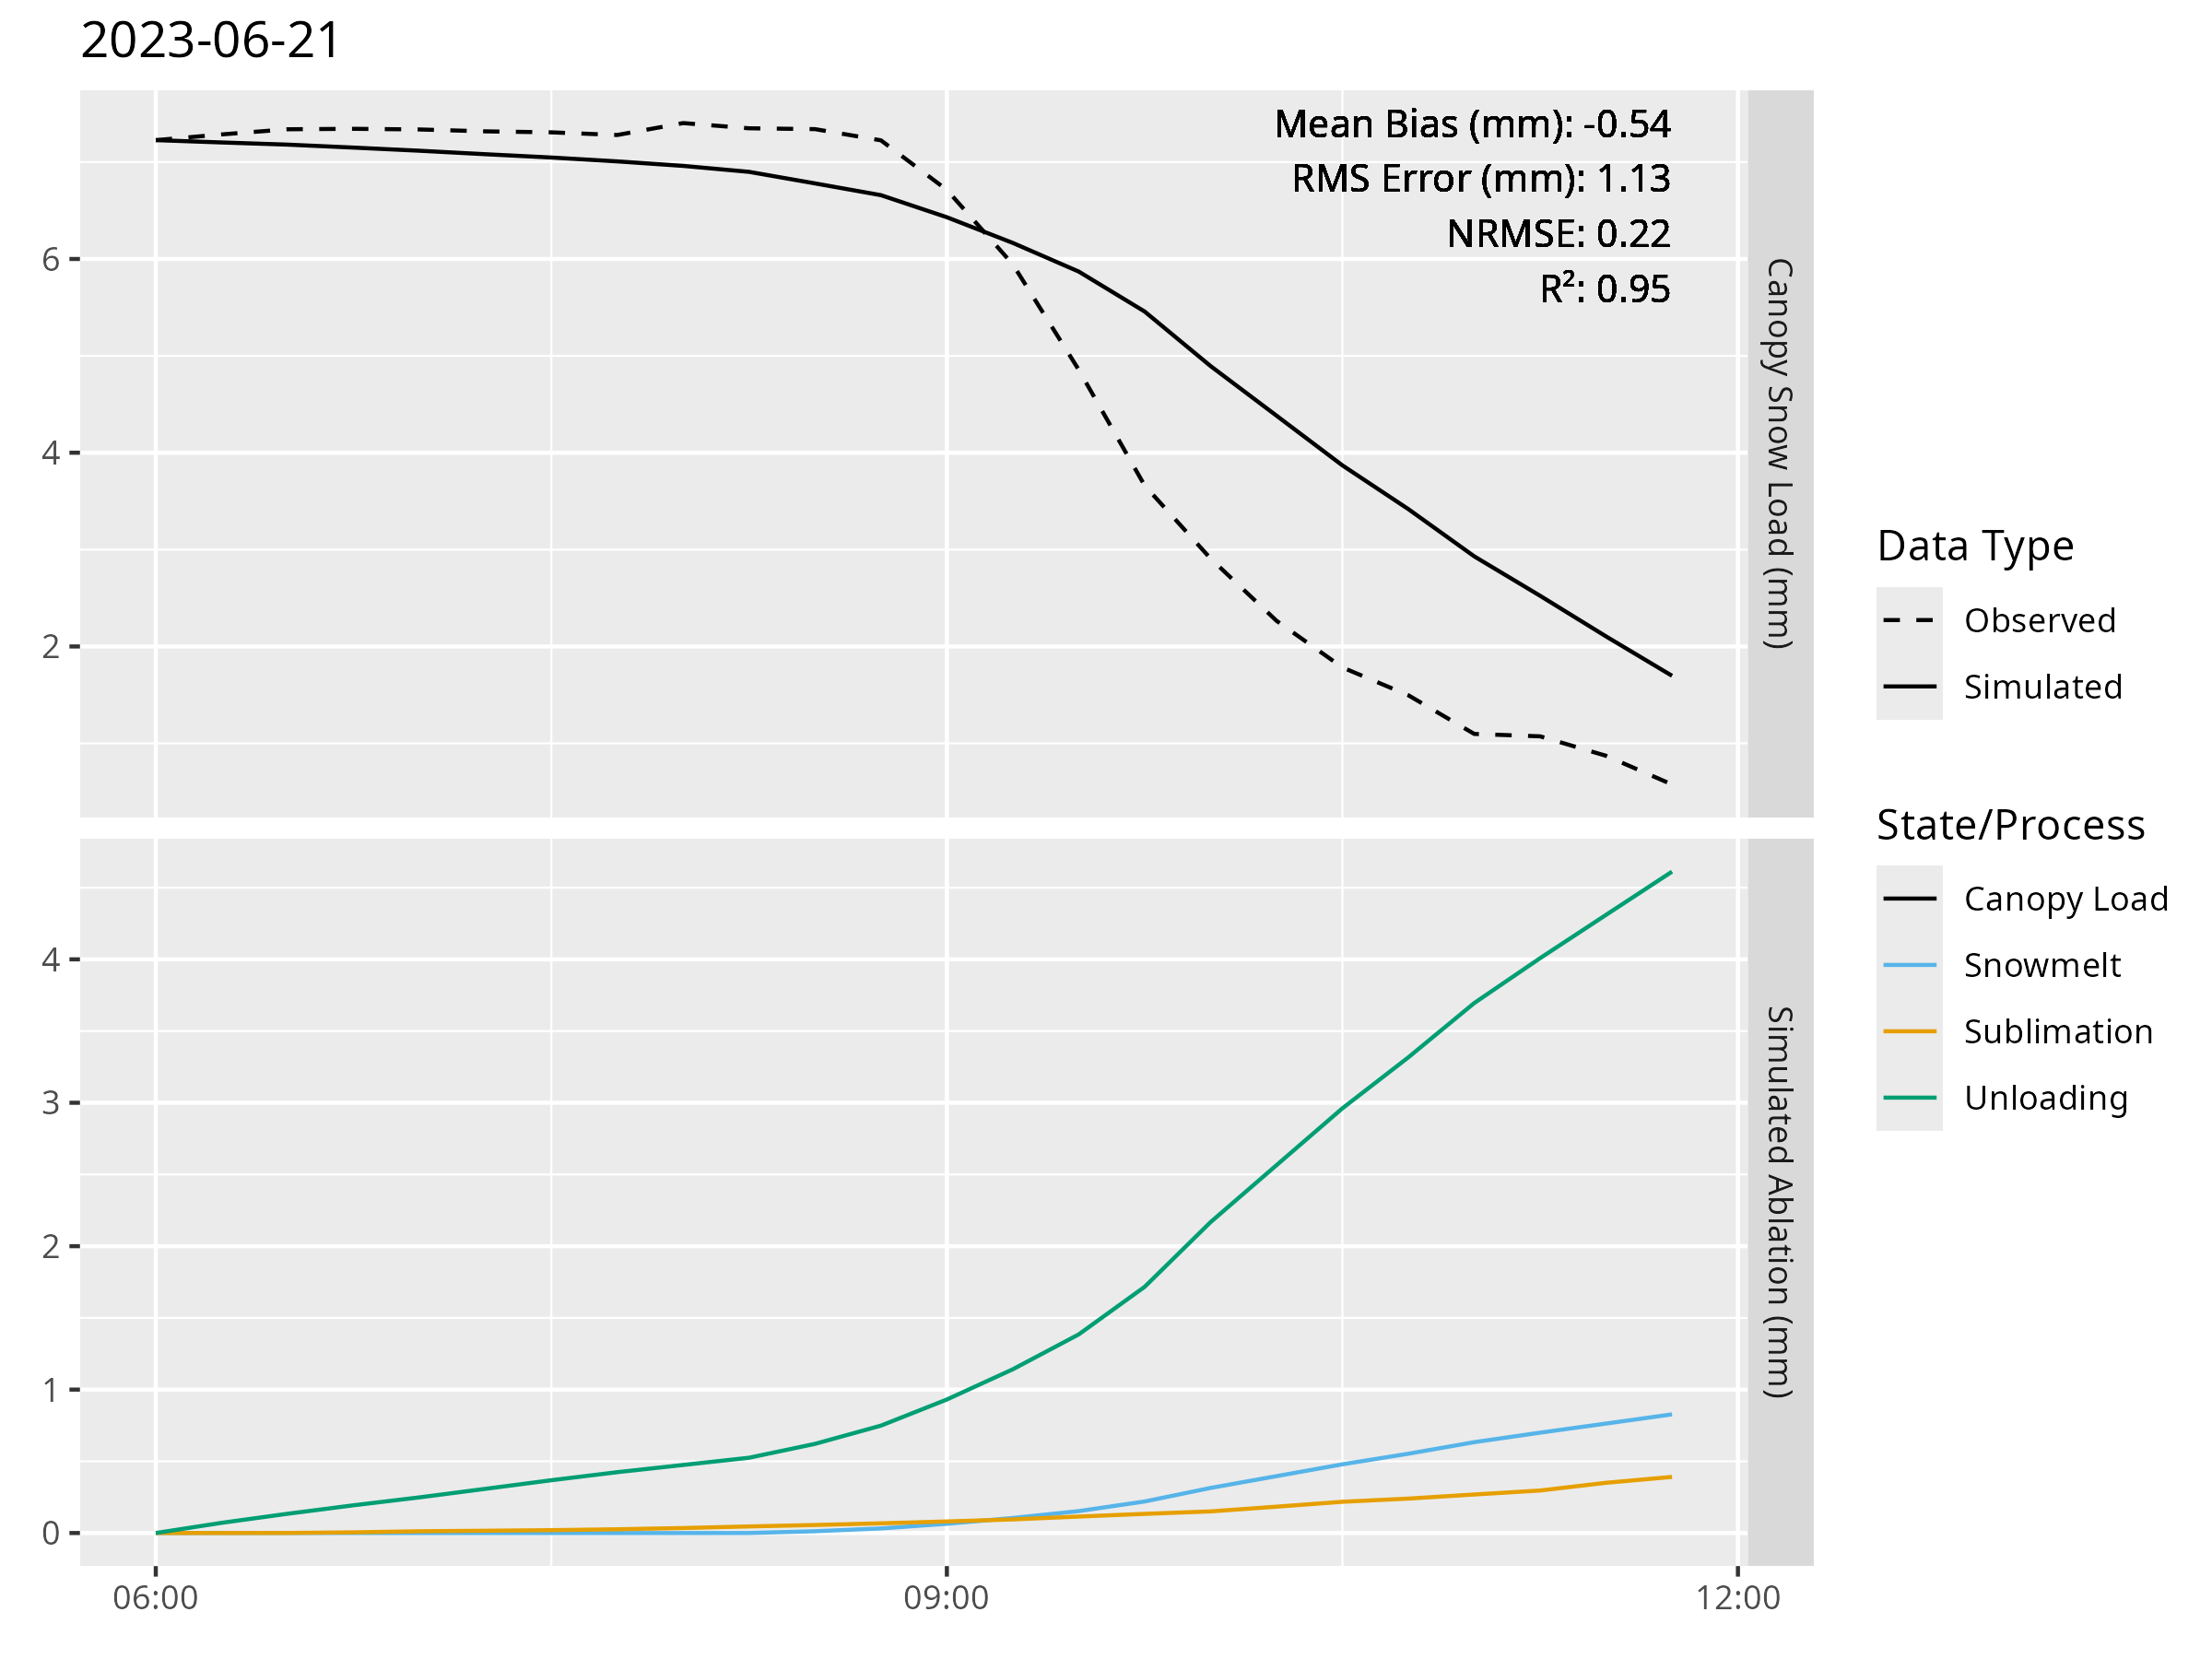 2023-06-21
Mean Bias (mm): -0.54
RMS Error (mm): 1.13
NRMSE: 0.22
R²: 0.95
6
4
2
Canopy Snow Load (mm)
4
3
2
1
0
Simulated Ablation (mm)
06:00
09:00
12:00
Data Type
Observed
Simulated
State/Process
Canopy Load
Snowmelt
Sublimation
Unloading